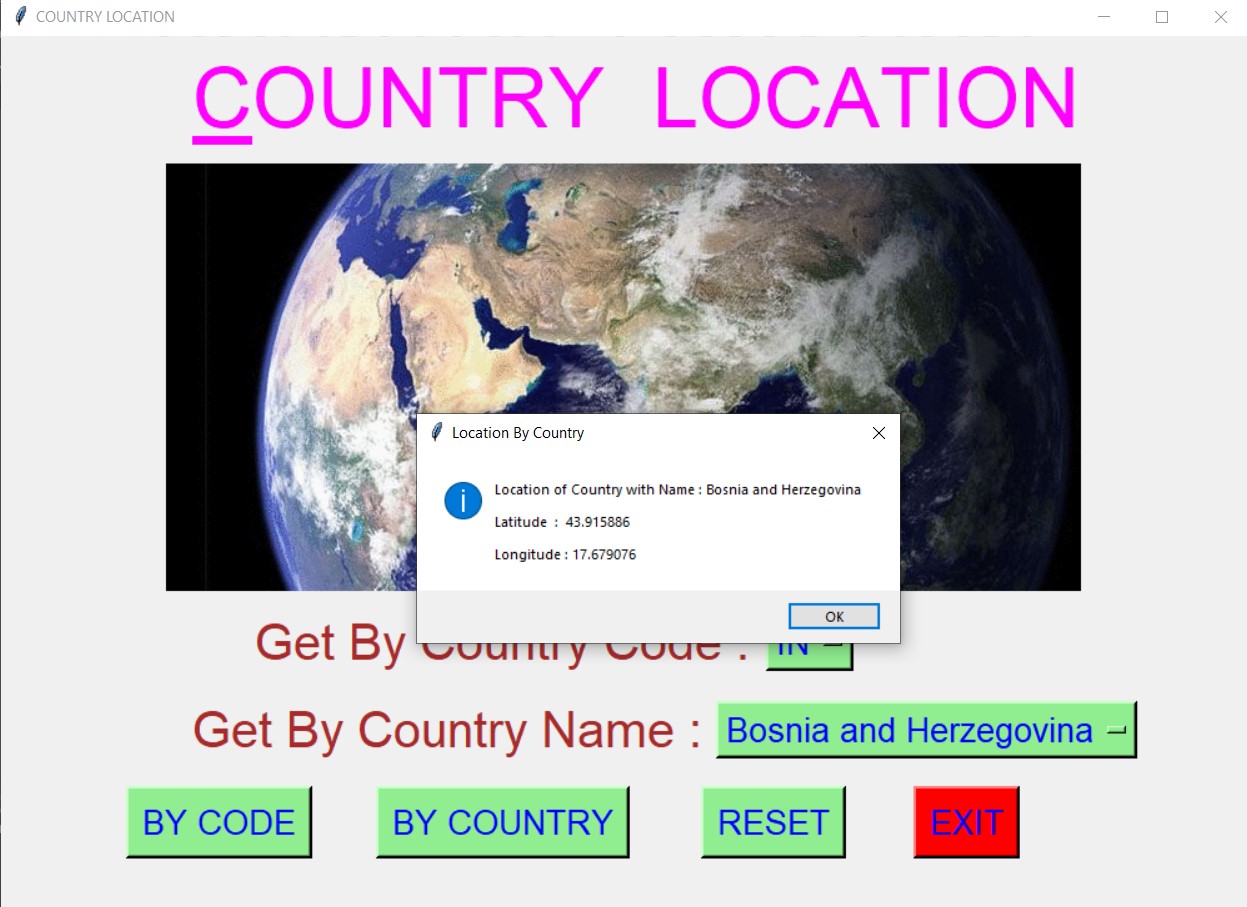 COUNTRY LOCATION
COUNTRY LOCATION
Location By Country
Location of Country with Name : Bosnia and Herzegovina
Latitude : 43.915886
Longitude : 17.679076
OK
Get By Country Code : IN
Get By Country Name : Bosnia and Herzegovina
BY CODE BY COUNTRY RESET EXIT